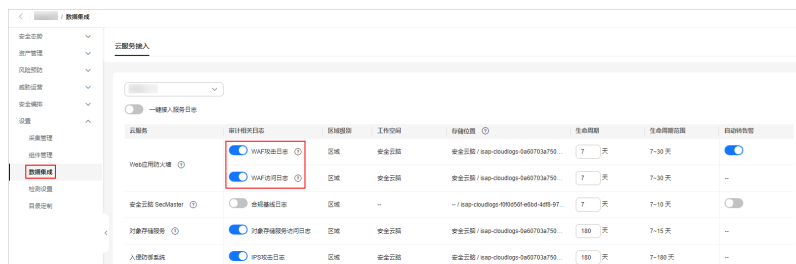 / 数据集成
安全态势
资产管理
风险预防
威胁运营
安全编排
设置
采集管理
组件管理
数据集成
检测设置
目录定制
云服务接入
一键接入服务日志
云服务 审计相关日志 区域级别 工作空间 存储位置 生命周期 生命周期范围 自动转告警
Web应用防火墙
WAF攻击日志 区域 安全云脑 安全云脑 / isap-cloudlogs-0a60703a750... 7 天 7~30 天
WAF访问日志 区域 安全云脑 安全云脑 / isap-cloudlogs-0a60703a750... 7 天 7~30 天 --
安全云脑 SecMaster 合规基线日志 区域 -- -- / isap-cloudlogs-f0f0d56f-e6bd-4df8-97... 7 天 7~10 天
对象存储服务 对象存储服务访问日志 区域 安全云脑 安全云脑 / isap-cloudlogs-0a60703a750... 180 天 7~15 天 --
入侵防御系统 IPS攻击日志 区域 安全云脑 安全云脑 / isap-cloudlogs-0a60703a750... 180 天 7~180 天 --